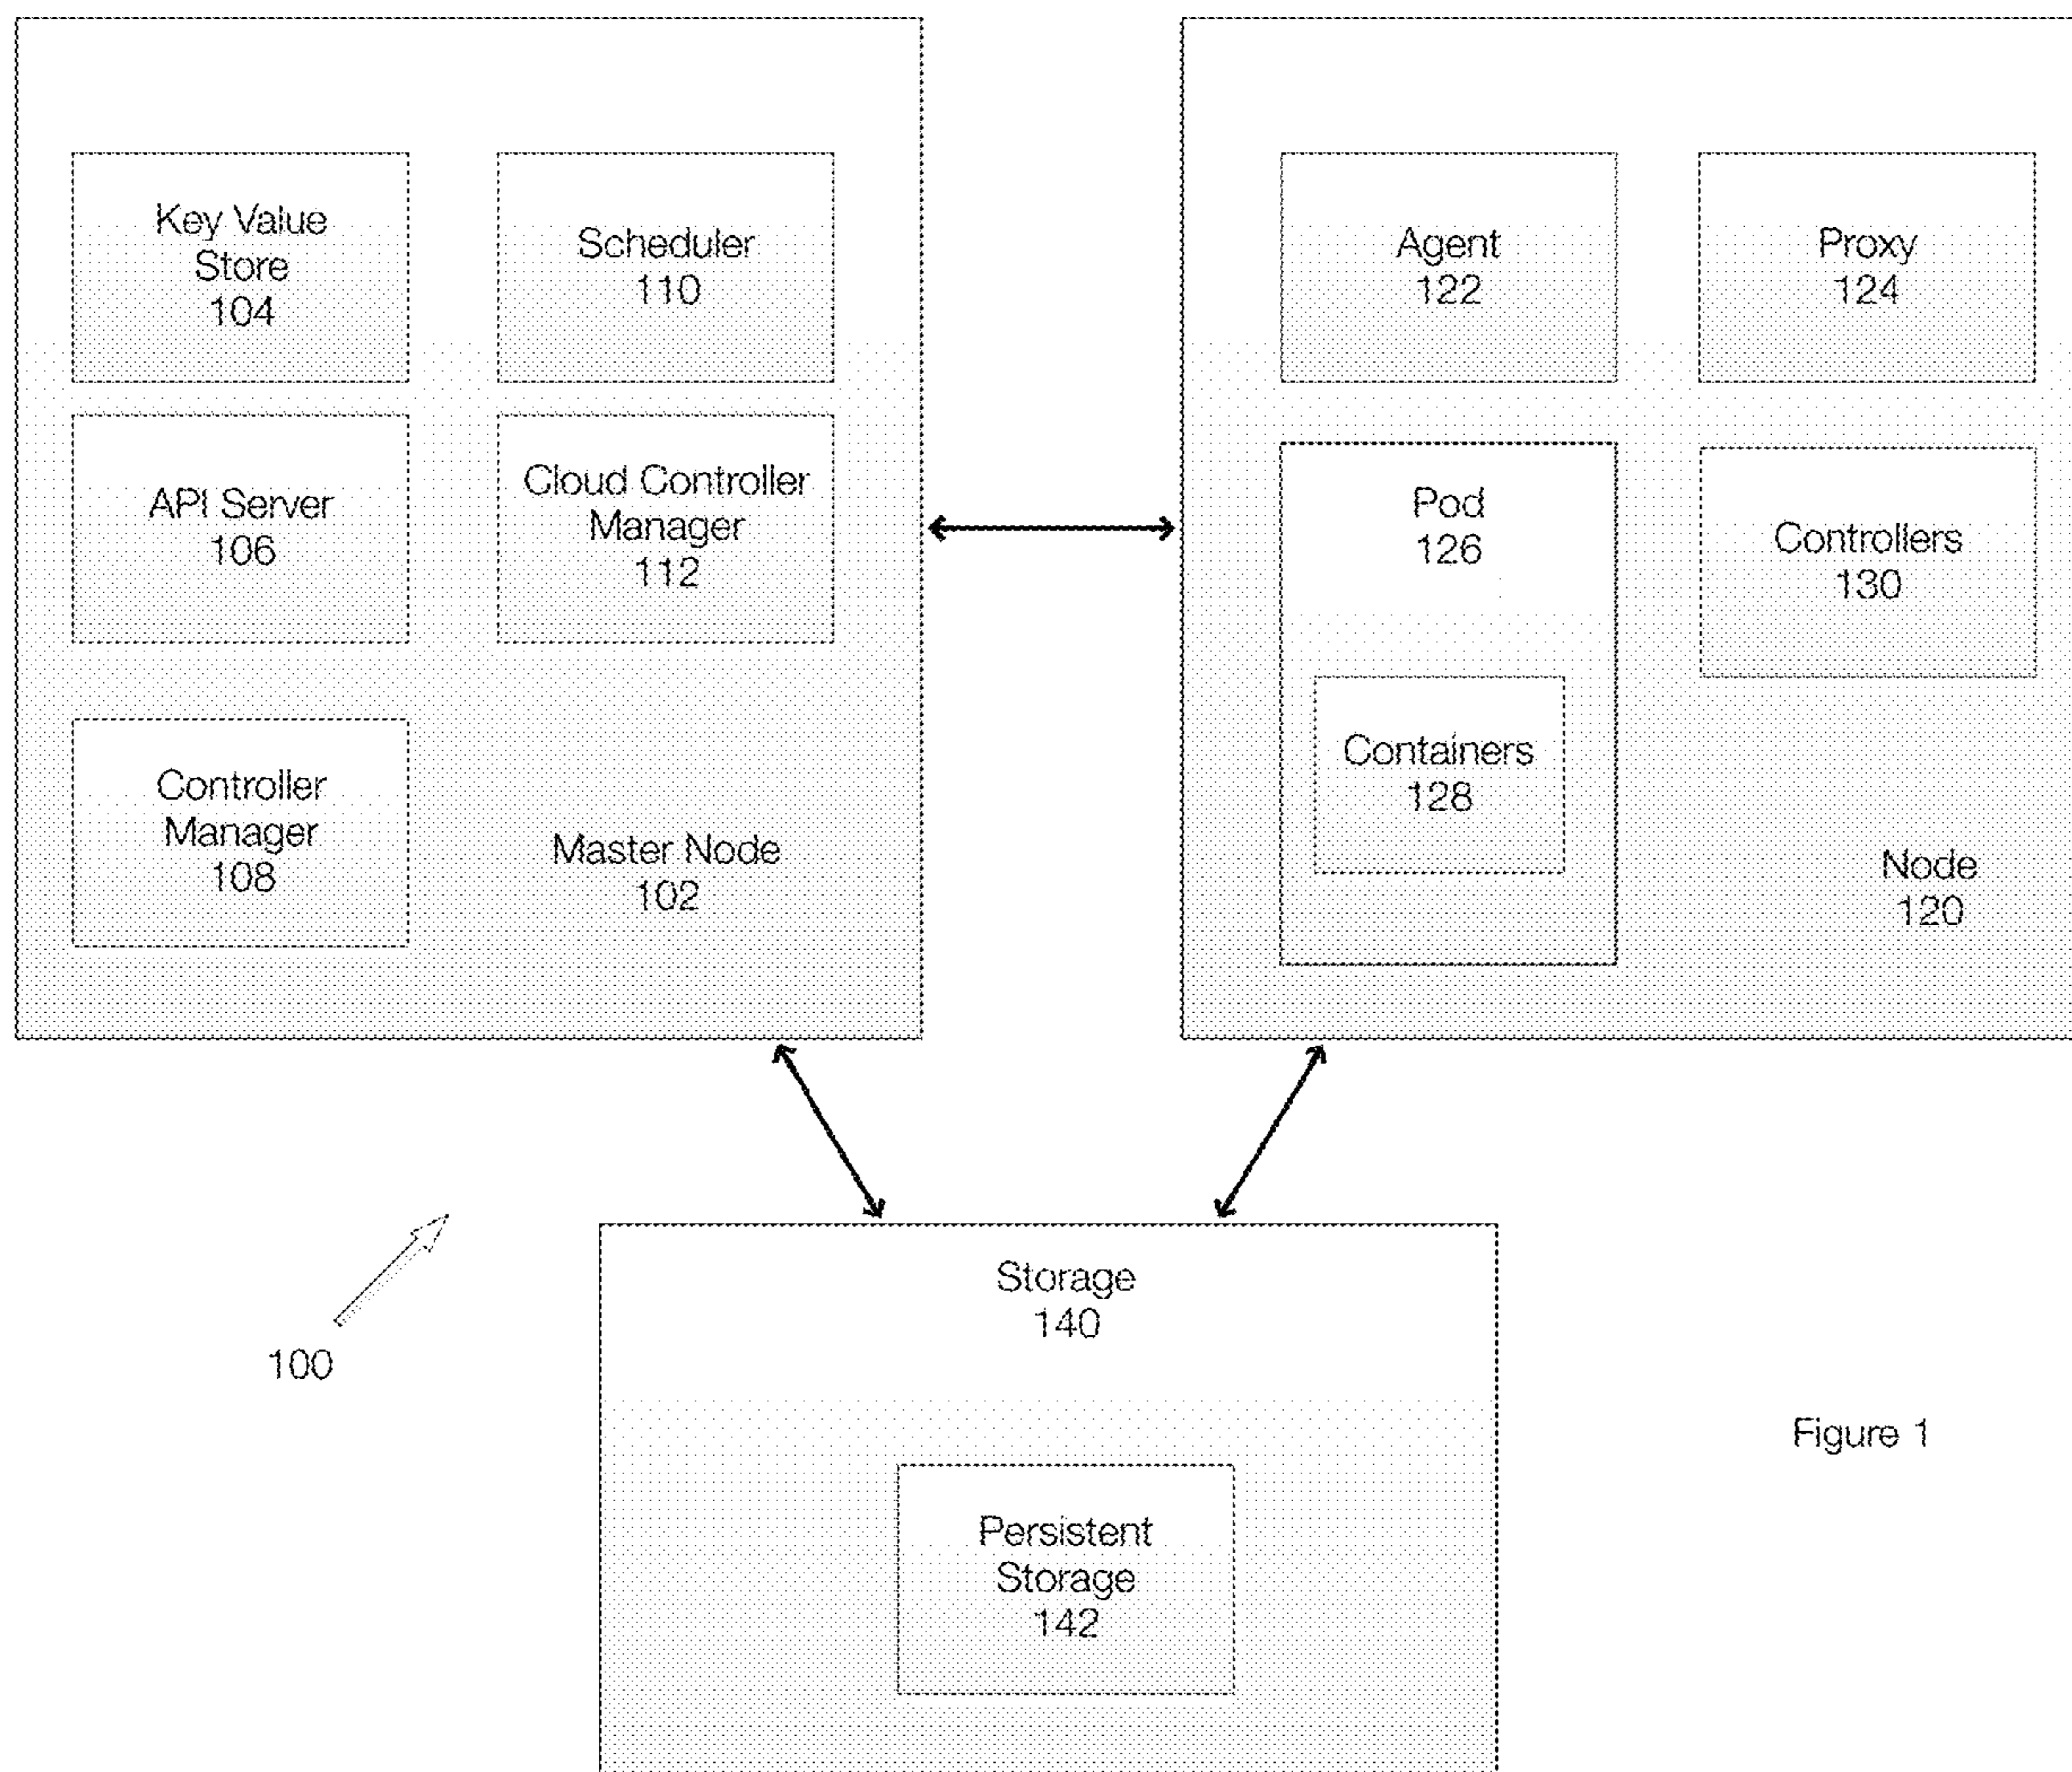 Key Value
Store
104
Scheduler
110
API Server
106
Cloud Controller
Manager
112
Controller
Manager
108
Master Node
102
Agent
122
Proxy
124
Pod
126
Controllers
130
Containers
128
Node
120
Storage
140
Persistent
Storage
142
100
Figure 1